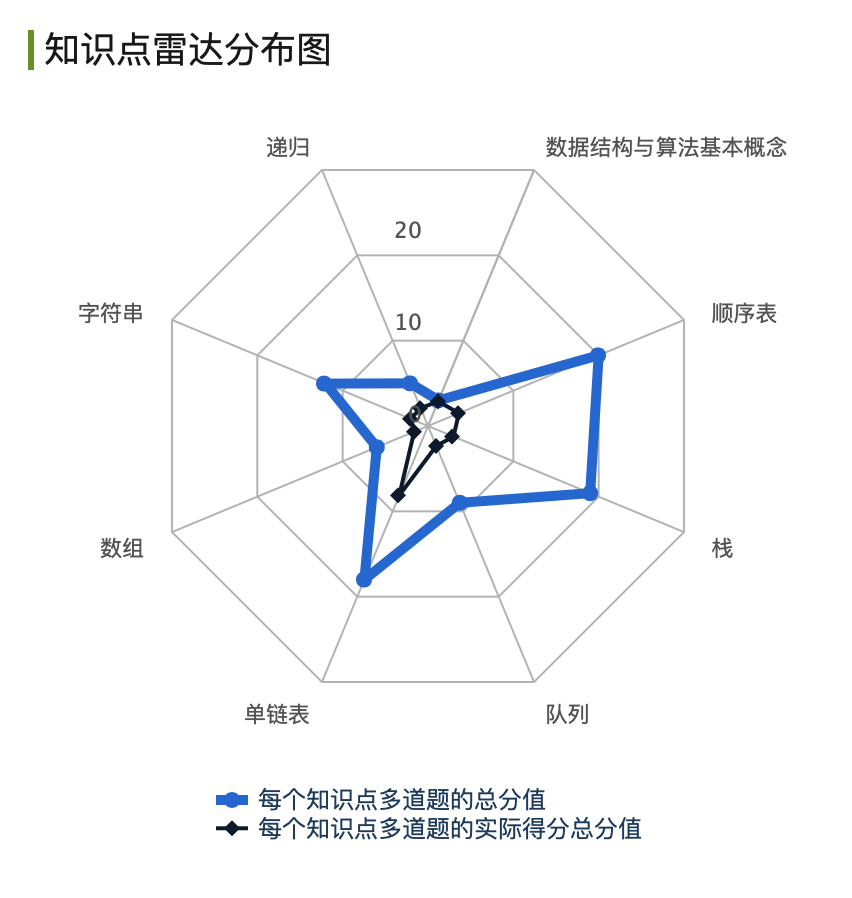 知识点雷达分布图
递归
数据结构与算法基本概念
20
字符串
顺序表
10
0
数组
栈
单链表
队列
每个知识点多道题的总分值
每个知识点多道题的实际得分总分值